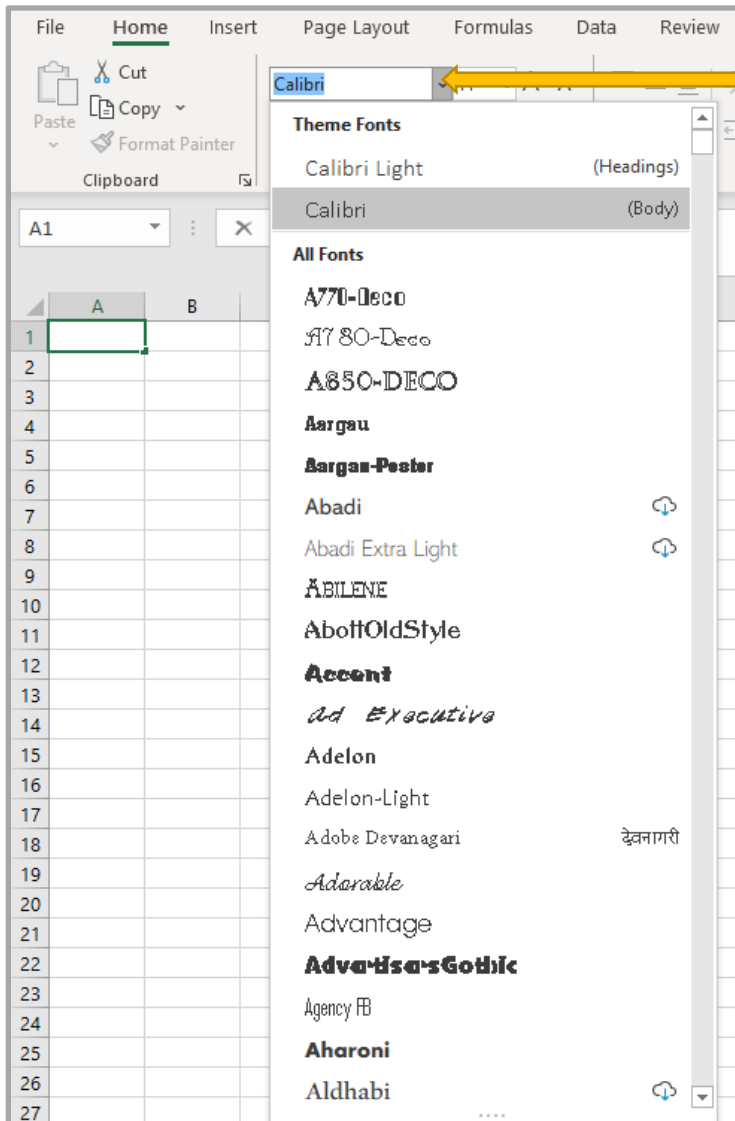 File Home Insert Page Layout Formulas Data Review
Cut
Calibri
Copy
Paste
Format Painter
Clipboard
Theme Fonts
Calibri Light (Headings)
Calibri (Body)
A1
All Fonts
A B
A770-Deco
1
A780-Deco
2
A850-DECO
3
Aargau
4
Aargau-Poster
5
6
Abadi
7
Abadi Extra Light
8
ABILENE
9
10
AbottOldStyle
11
Accent
12
13
Ad Executive
14
Adelon
15
Adelon-Light
16
17
Adobe Devanagari देवनागरी
18
Adorable
19
20
Advantage
21
AdvertisersGothic
22
23
Agency FB
24
Aharoni
25
Aldhabi
26
27